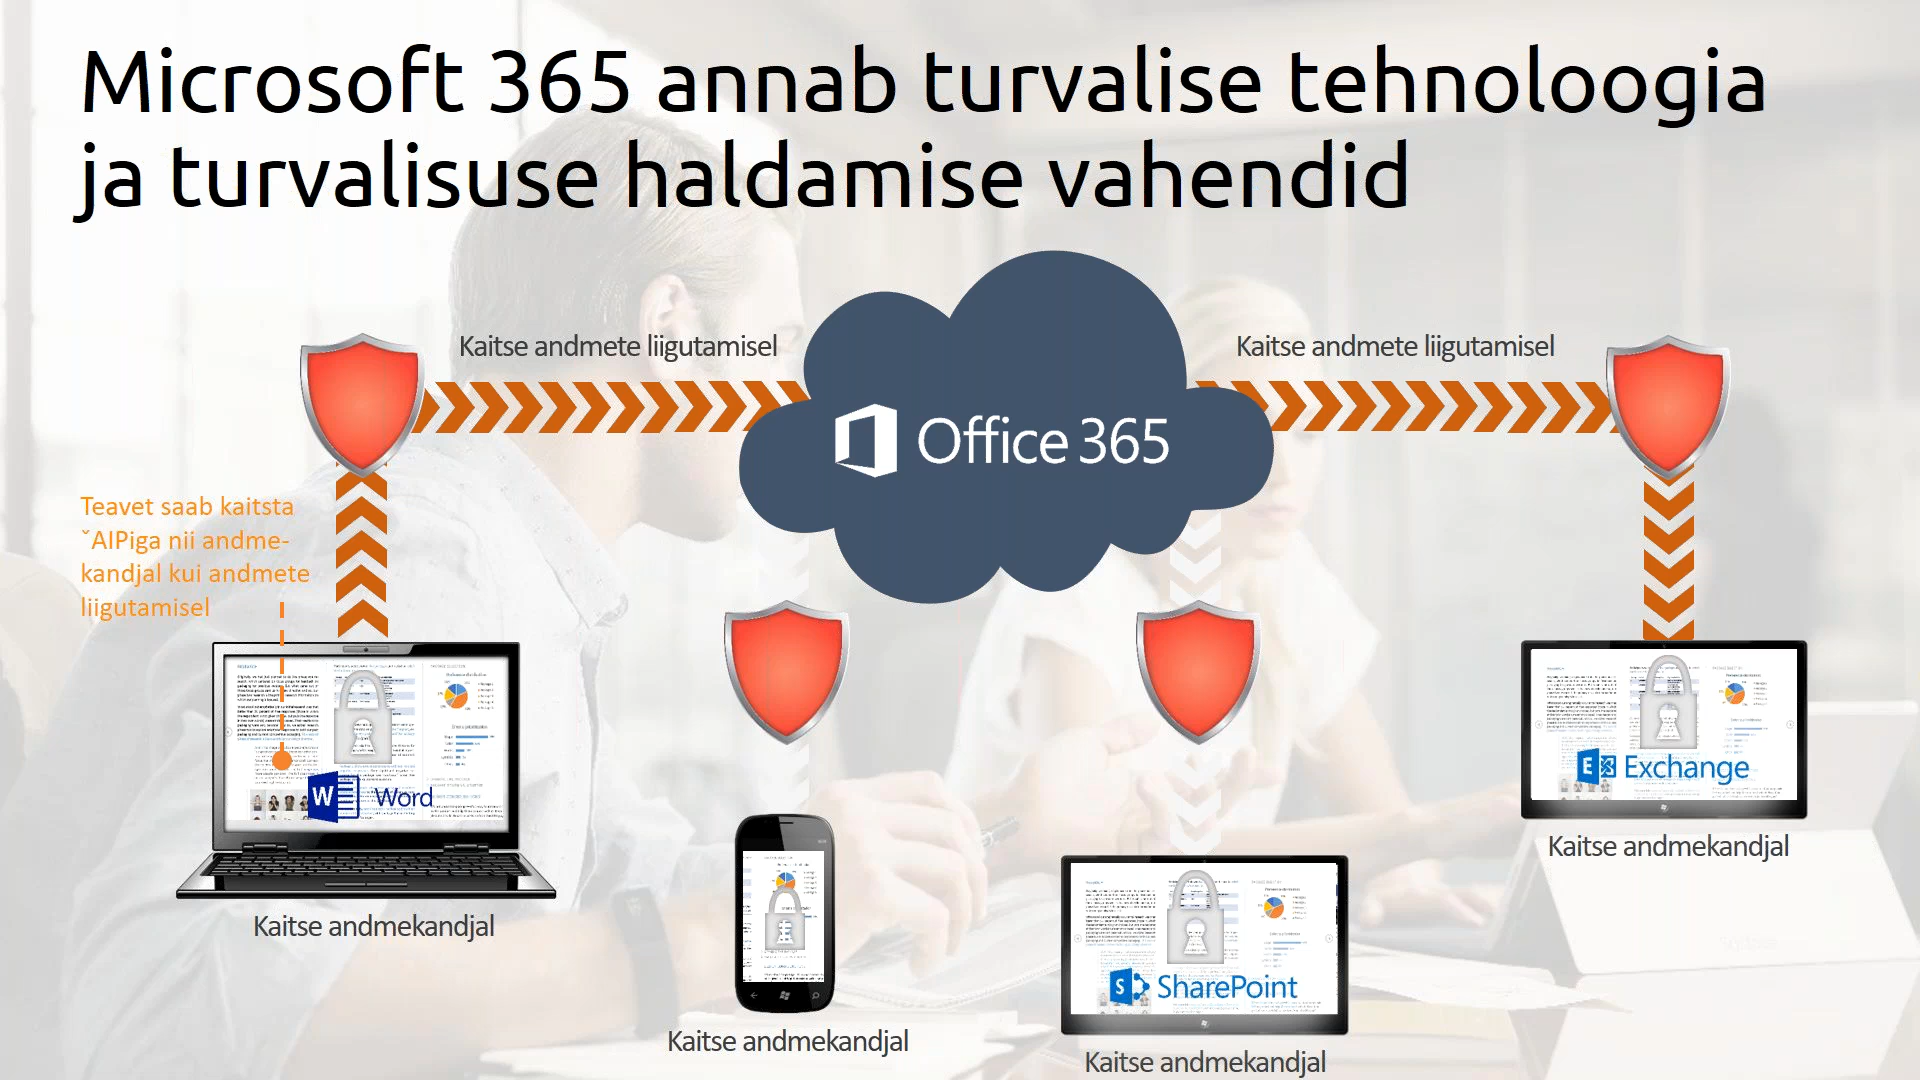 Microsoft 365 annab turvalise tehnoloogia
ja turvalisuse haldamise vahendid
Kaitse andmete liigutamisel
Kaitse andmete liigutamisel
Office 365
Teavet saab kaitsta
ˇAIPiga nii andme-
kandjal kui andmete
liigutamisel
Word
Exchange
Kaitse andmekandjal
Kaitse andmekandjal
SharePoint
Kaitse andmekandjal
Kaitse andmekandjal